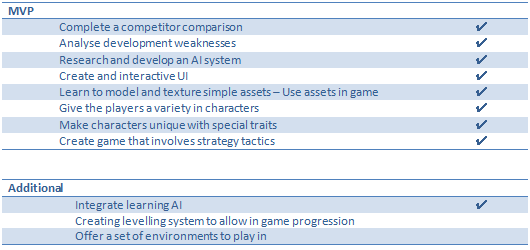 MVP
Complete a competitor comparison ✔
Analyse development weaknesses ✔
Research and develop an AI system ✔
Create and interactive UI ✔
Learn to model and texture simple assets – Use assets in game ✔
Give the players a variety in characters ✔
Make characters unique with special traits ✔
Create game that involves strategy tactics ✔
Additional
Integrate learning AI ✔
Creating levelling system to allow in game progression
Offer a set of environments to play in